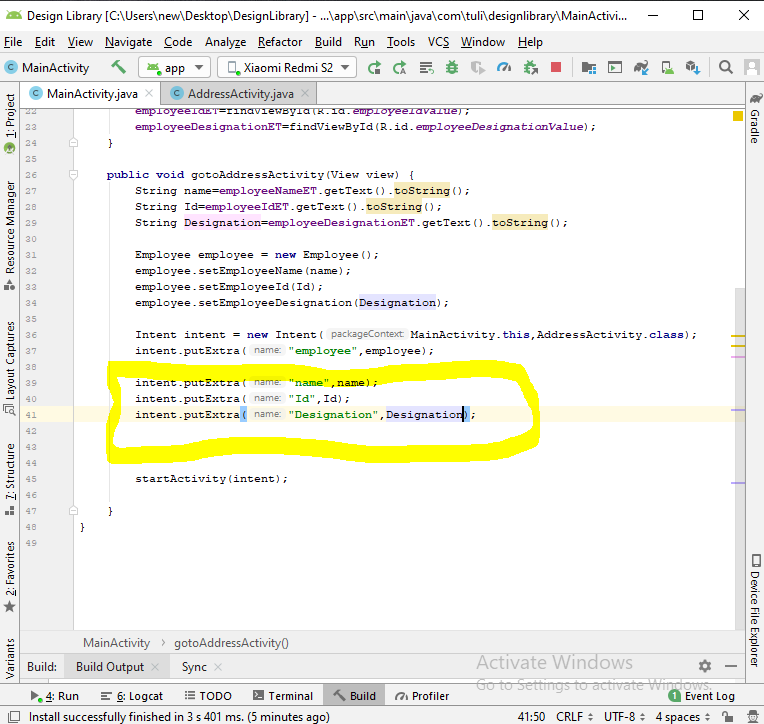 Design Library [C:\Users\new\Desktop\DesignLibrary] - ...\app\src\main\java\com\tuli\designlibrary\MainActivi...
File Edit View Navigate Code Analyze Refactor Build Run Tools VCS Window Help
MainActivity app Xiaomi Redmi S2
MainActivity.java AddressActivity.java
1: Project
Resource Manager
Layout Captures
7: Structure
2: Favorites
Variants
22 employeeIdET=findViewById(R.id.employeeIdValue);
23 employeeDesignationET=findViewById(R.id.employeeDesignationValue);
24 }
25
26 public void gotoAddressActivity(View view) {
27 String name=employeeNameET.getText().toString();
28 String Id=employeeIdET.getText().toString();
29 String Designation=employeeDesignationET.getText().toString();
30
31 Employee employee = new Employee();
32 employee.setEmployeeName(name);
33 employee.setEmployeeId(Id);
34 employee.setEmployeeDesignation(Designation);
35
36 Intent intent = new Intent( packageContext: MainActivity.this,AddressActivity.class);
37 intent.putExtra( name: "employee",employee);
38
39 intent.putExtra( name: "name",name);
40 intent.putExtra( name: "Id",Id);
41 intent.putExtra( name: "Designation",Designation);
42
43
44
45 startActivity(intent);
46
47 }
48 }
49
Gradle
Device File Explorer
MainActivity › gotoAddressActivity()
Build: Build Output Sync
Activate Windows
Go to Settings to activate Windows.
4: Run 6: Logcat TODO Terminal Build Profiler 1 Event Log
Install successfully finished in 3 s 401 ms. (5 minutes ago) 41:50 CRLF UTF-8 4 spaces